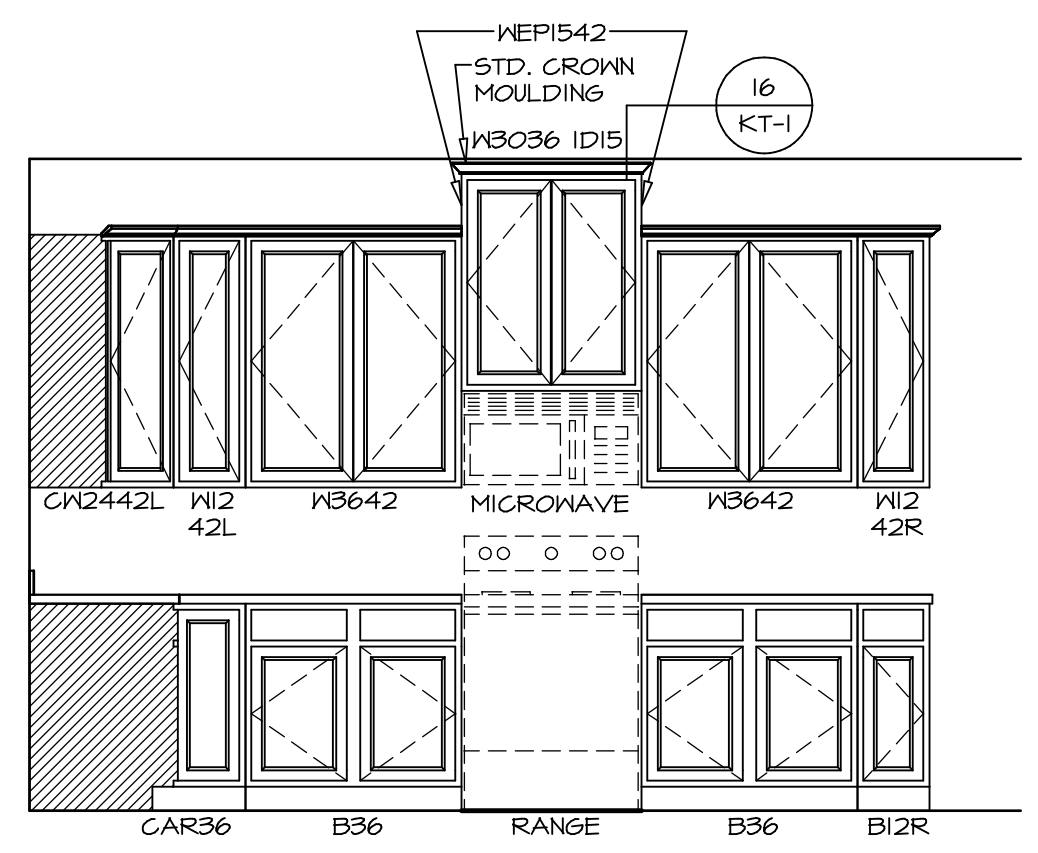 WEP1542
STD. CROWN
MOULDING
16
KT-1
W3036 1D15
CW2442L
W12
42L
W3642
MICROWAVE
W3642
W12
42R
CAR36
B36
RANGE
B36
B12R